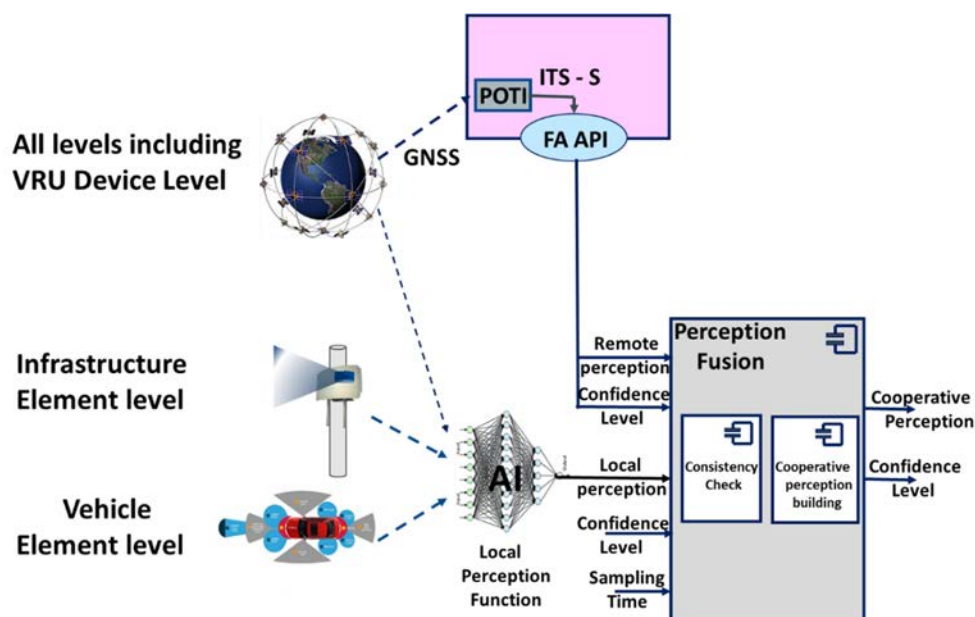 ITS - S
POTI
FA API
GNSS
All levels including
VRU Device Level
Infrastructure
Element level
Vehicle
Element level
AI
Local
Perception
Function
Remote
perception
Confidence
Level
Local
perception
Confidence
Level
Sampling
Time
Perception
Fusion
Consistency
Check
Cooperative
perception
building
Cooperative
Perception
Confidence
Level